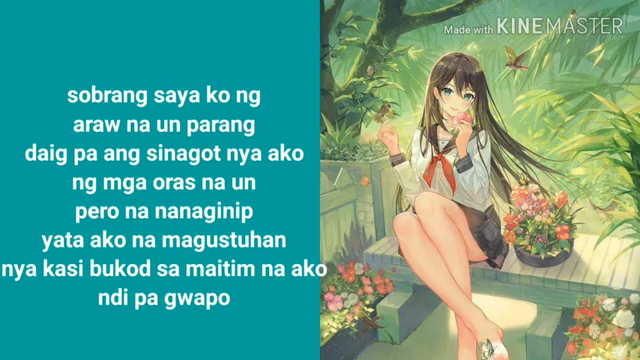 sobrang saya ko ng
araw na un parang
daig pa ang sinagot nya ako
ng mga oras na un
pero na nanaginip
yata ako na magustuhan
nya kasi bukod sa maitim na ako
ndi pa gwapo
Made with KINEMASTER